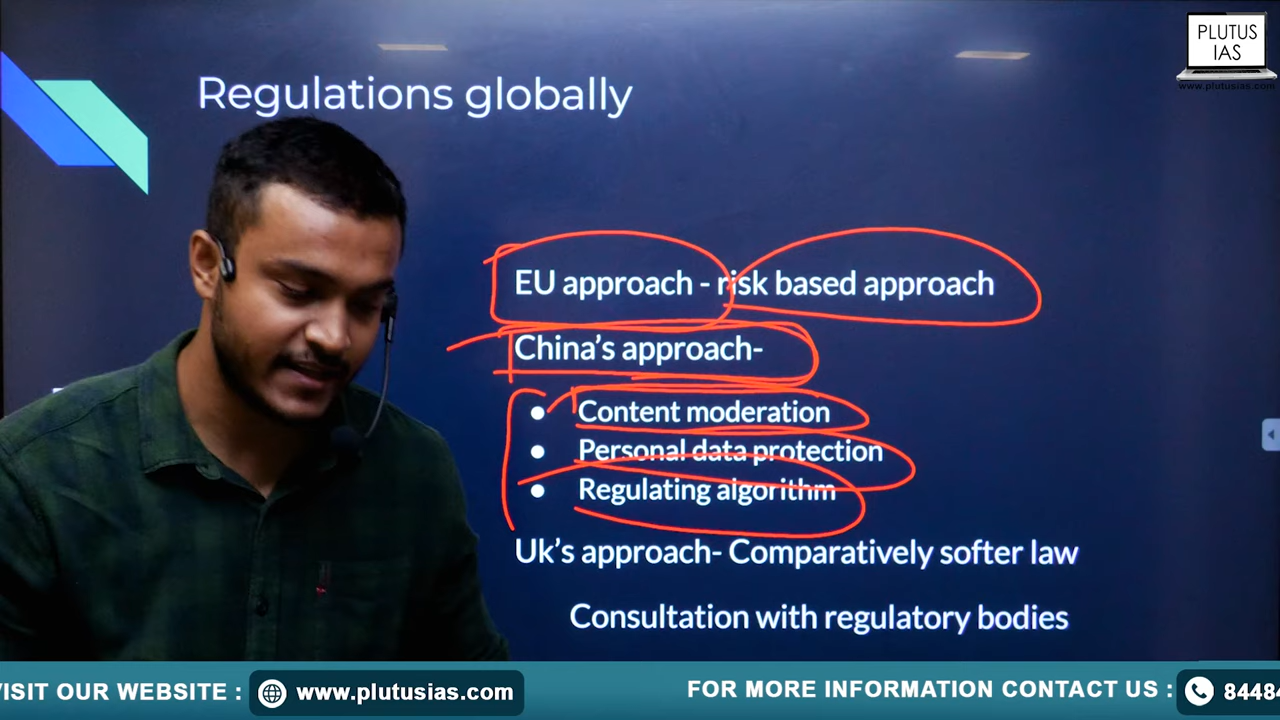 PLUTUS
IAS
www.plutusias.com
Regulations globally
EU approach - risk based approach
China's approach-
• Content moderation
• Personal data protection
• Regulating algorithm
Uk's approach- Comparatively softer law
Consultation with regulatory bodies
VISIT OUR WEBSITE : www.plutusias.com
FOR MORE INFORMATION CONTACT US : 84484